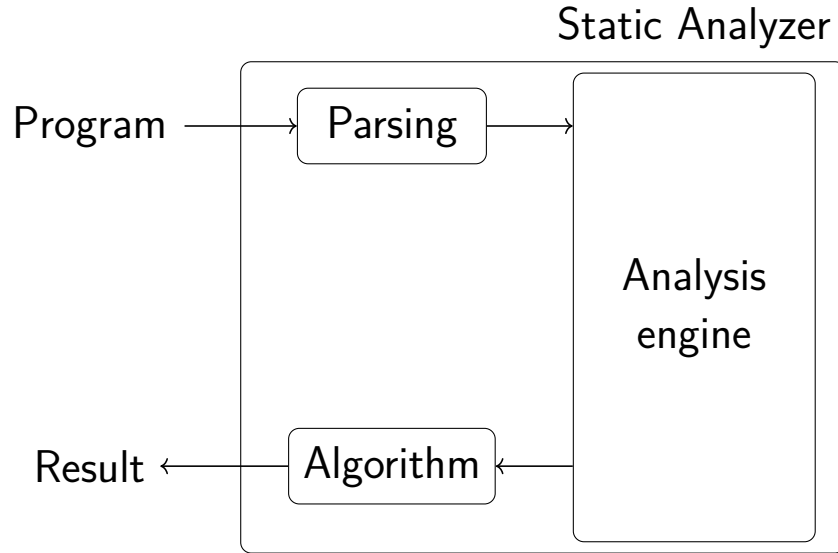 Static Analyzer
Program
Parsing
Analysis
engine
Result
Algorithm